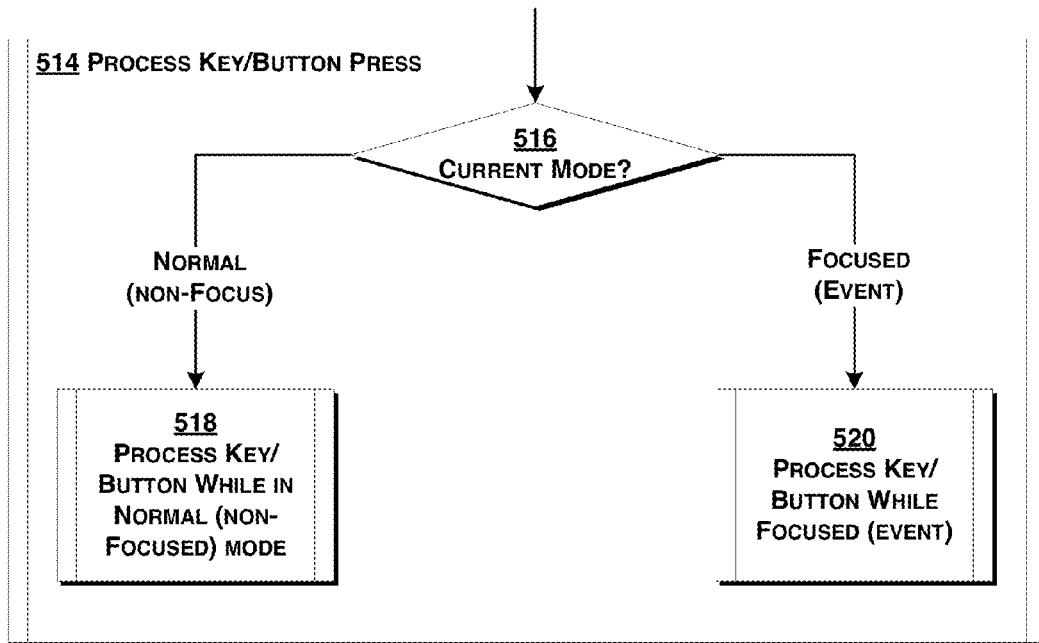 514 PROCESS KEY/BUTTON PRESS
516
CURRENT MODE?
NORMAL
(NON-FOCUS)
FOCUSED
(EVENT)
518
PROCESS KEY/
BUTTON WHILE IN
NORMAL (NON-
FOCUSED) MODE
520
PROCESS KEY/
BUTTON WHILE
FOCUSED (EVENT)